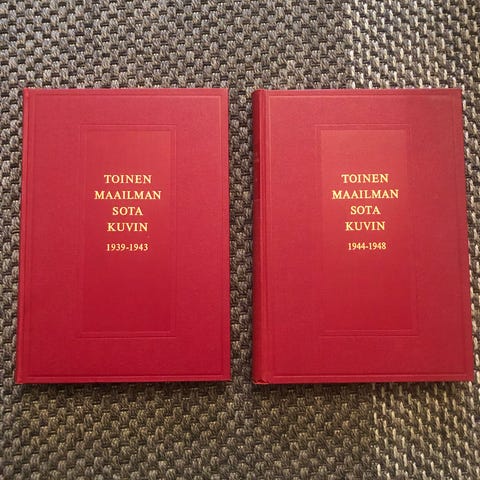 TOINEN
MAAILMAN
SOTA
KUVIN
1939-1943
TOINEN
MAAILMAN
SOTA
KUVIN
1944-1948